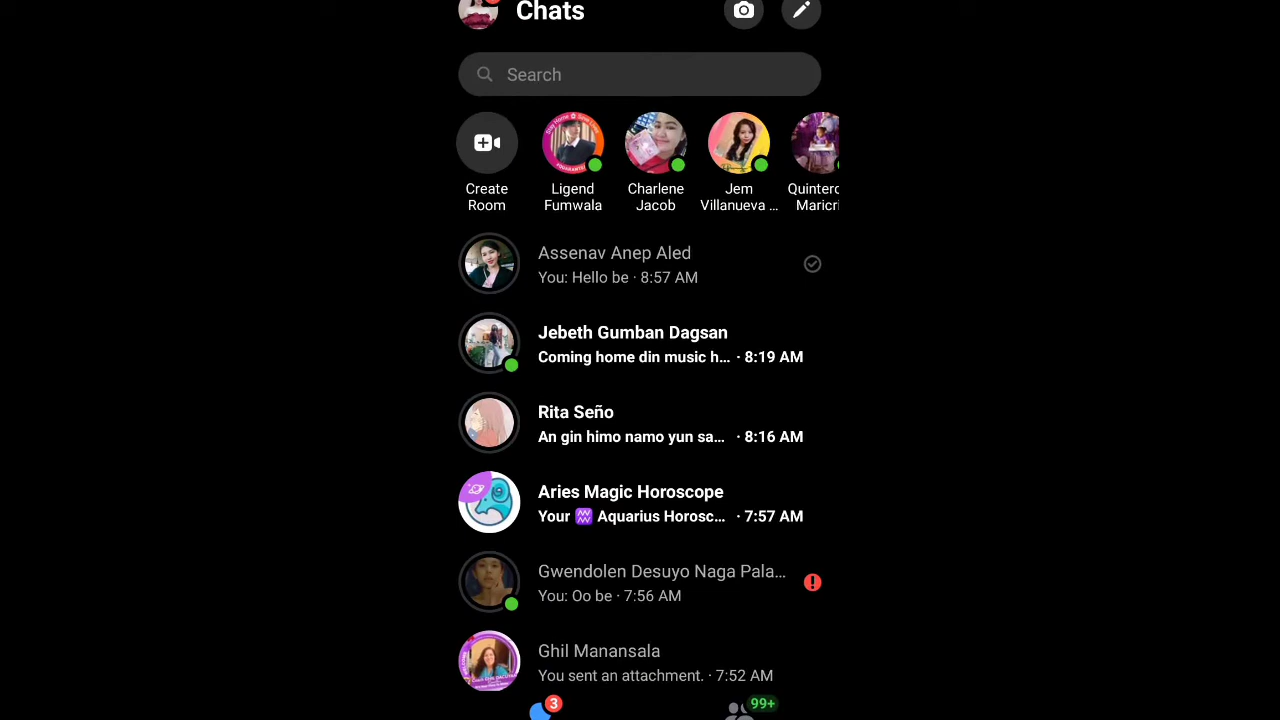 Chats
Search
Create
Room
Ligend
Fumwala
Charlene
Jacob
Jem
Villanueva ...
Quintero
Maricri
Assenav Anep Aled
You: Hello be · 8:57 AM
Jebeth Gumban Dagsan
Coming home din music h... · 8:19 AM
Rita Seño
An gin himo namo yun sa... · 8:16 AM
Aries Magic Horoscope
Your ♒ Aquarius Horosc... · 7:57 AM
Gwendolen Desuyo Naga Pala...
You: Oo be · 7:56 AM
Ghil Manansala
You sent an attachment. · 7:52 AM
3
99+